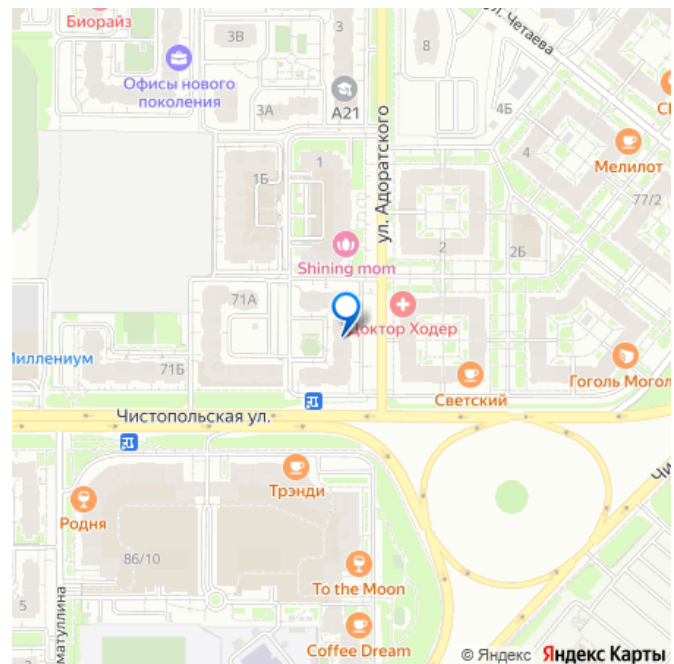 Биорайз
3В
3
8
ул. Четаева
Офисы нового
поколения
3А
А21
4Б
4
Мелилот
77/2
1Б
1
ул. Адоратского
2
2Б
Shining mom
71А
Доктор Ходер
Миллениум
71Б
Светский
Гоголь Могол
Чистопольская ул.
Трэнди
Родня
86/10
To the Moon
5
Coffee Dream
© Яндекс Яндекс Карты